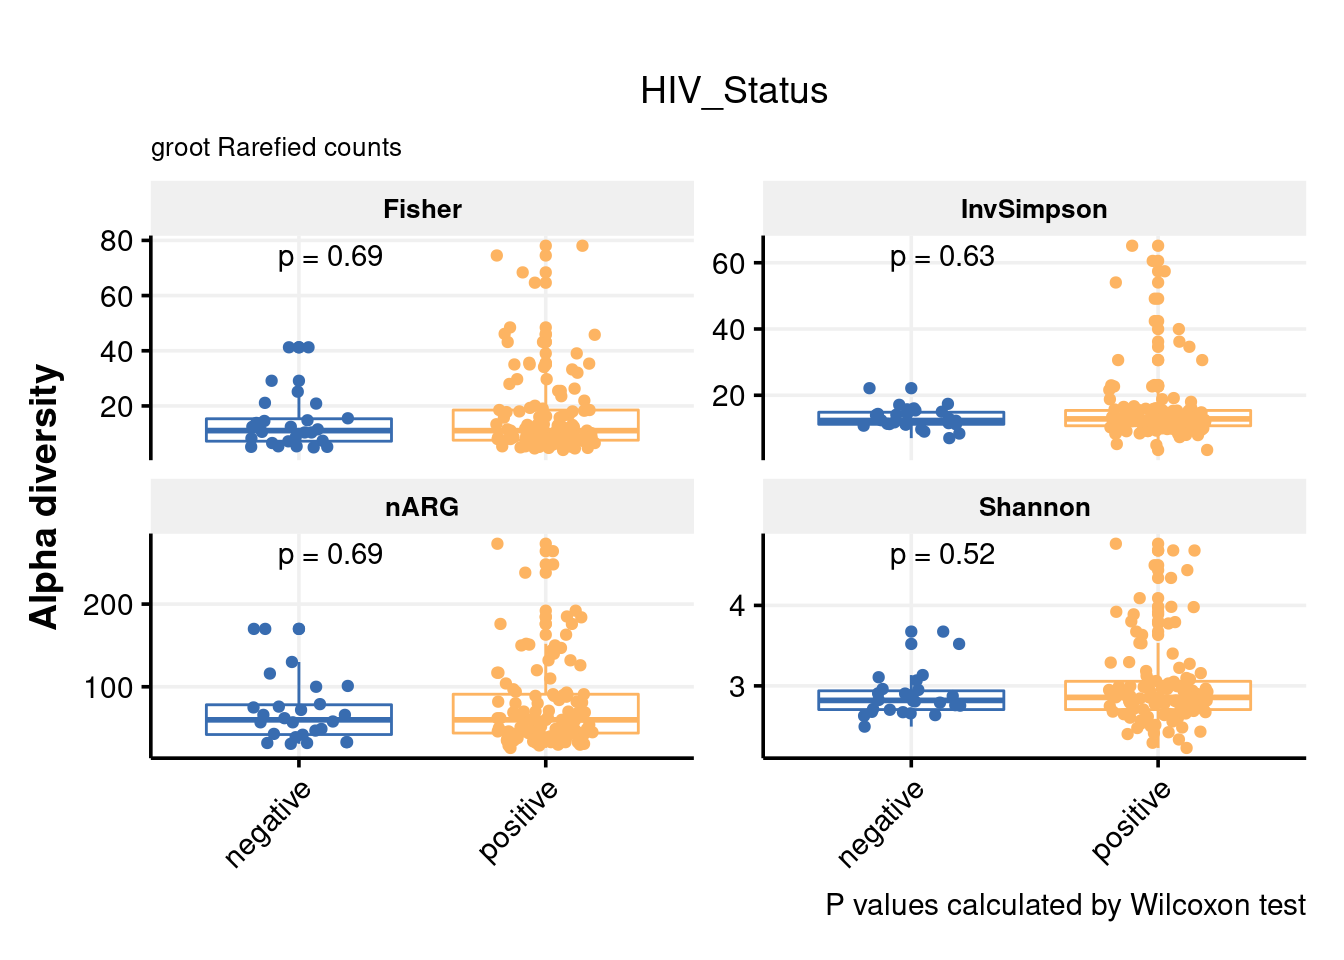 HIV_Status
groot Rarefied counts
Fisher
InvSimpson
80
60
40
20
p = 0.69
60
40
20
p = 0.63
nARG
Shannon
200
100
p = 0.69
4
3
p = 0.52
Alpha diversity
negative
positive
negative
positive
P values calculated by Wilcoxon test